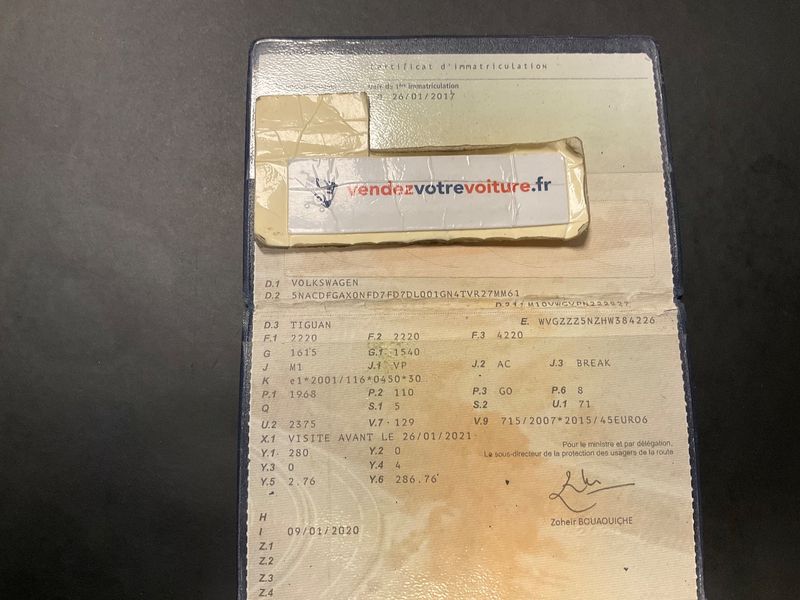 Certificat d'immatriculation
Date de 1ère immatriculation
26/01/2017
vendezvotrevoiture.fr
D.1 VOLKSWAGEN
D.2 5NACDFGAX0NFD7FD7DL001GN4TVR27MM61
D.2.1
D.3 TIGUAN E. WVGZZZ5NZHW384226
F.1 2220 F.2 2220 F.3 4220
G 1615 G.1 1540
J M1 J.1 VP J.2 AC J.3 BREAK
K e1*2001/116*0450*30
P.1 1968 P.2 110 P.3 GO P.6 8
Q S.1 5 S.2 U.1 71
U.2 2375 V.7 129 V.9 715/2007*2015/45EURO6
X.1 VISITE AVANT LE 26/01/2021
Pour le ministre et par délégation,
Y.1 280 Y.2 0
Le sous-directeur de la protection des usagers de la route
Y.3 0 Y.4 4
Y.5 2.76 Y.6 286.76
Zoheir BOUAOUICHE
H
I 09/01/2020
Z.1
Z.2
Z.3
Z.4